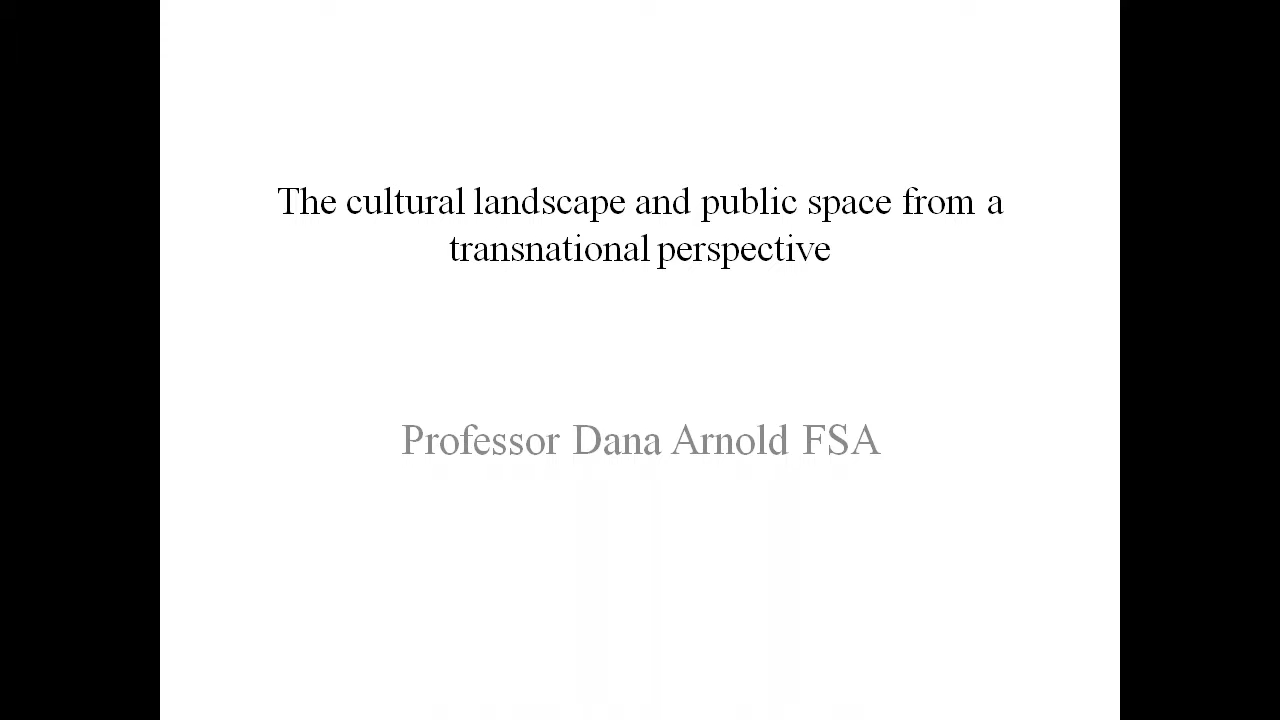 The cultural landscape and public space from a
transnational perspective
Professor Dana Arnold FSA